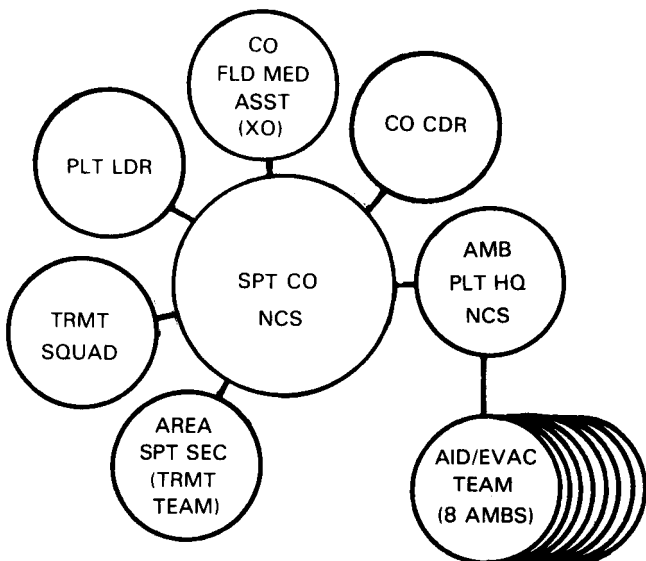 CO
FLD MED
ASST
(XO)
CO CDR
PLT LDR
SPT CO
NCS
AMB
PLT HQ
NCS
TRMT
SQUAD
AREA
SPT SEC
(TRMT
TEAM)
AID/EVAC
TEAM
(8 AMBS)